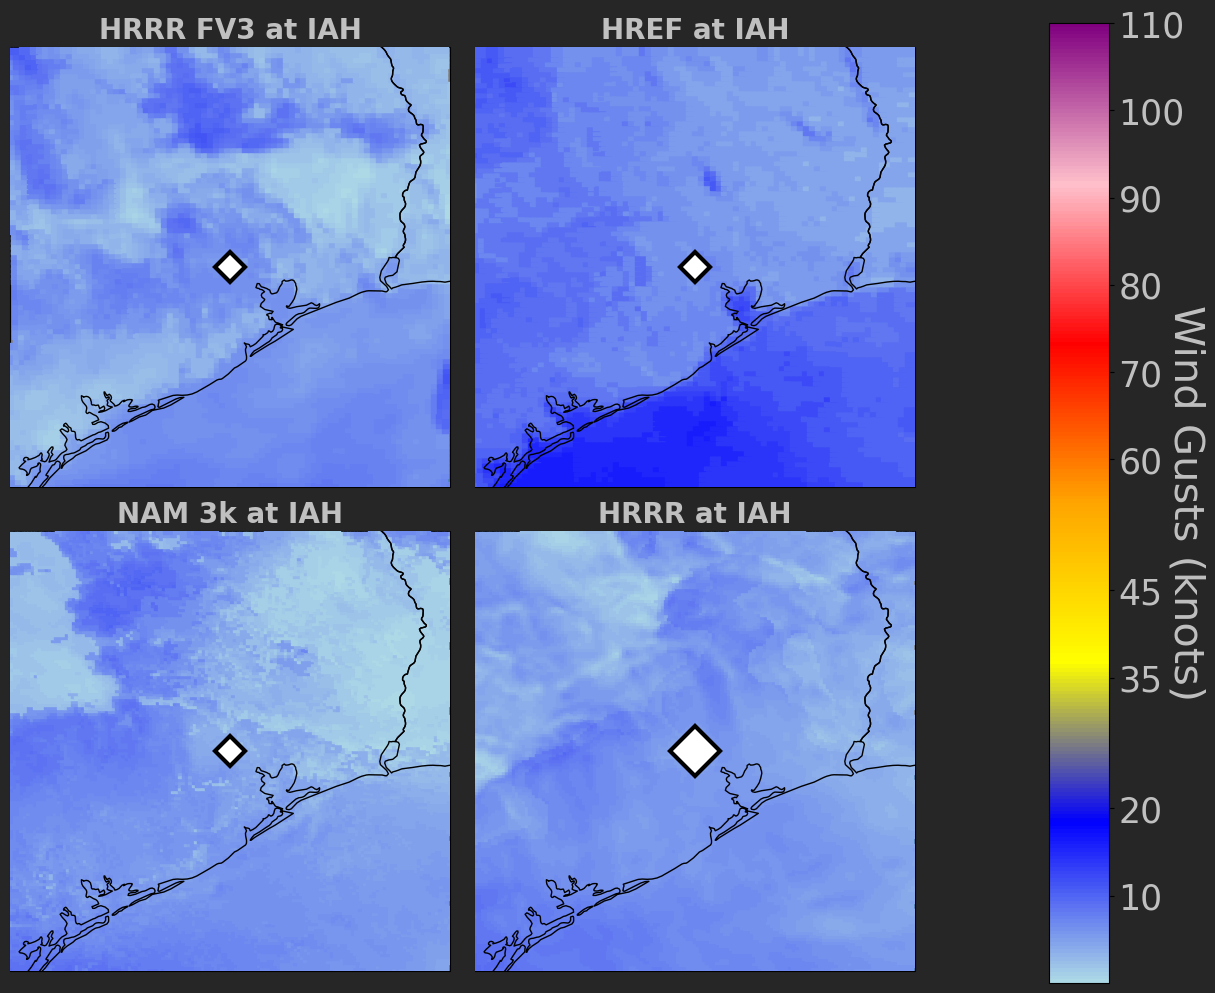 HRRR FV3 at IAH
HREF at IAH
NAM 3k at IAH
HRRR at IAH
110
100
90
80
70
60
45
35
20
10
Wind Gusts (knots)